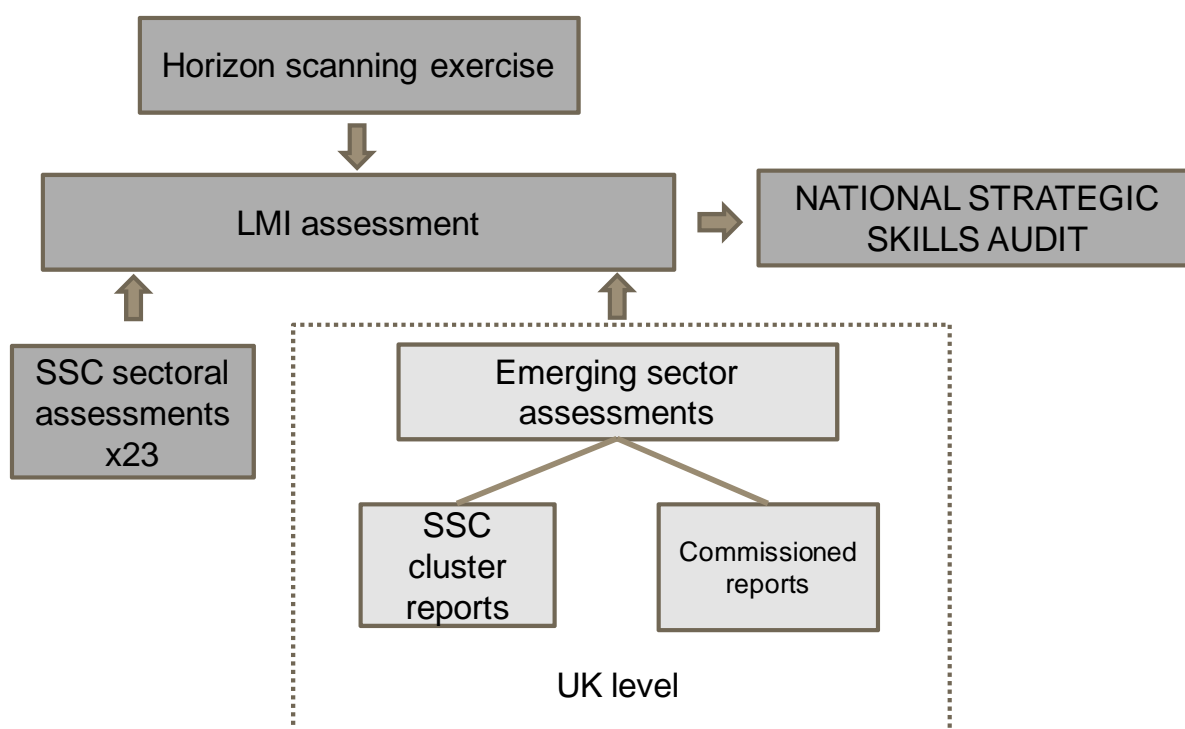 Horizon scanning exercise
LMI assessment
NATIONAL STRATEGIC
SKILLS AUDIT
SSC sectoral
assessments
x23
Emerging sector
assessments
SSC
cluster
reports
Commissioned
reports
UK level